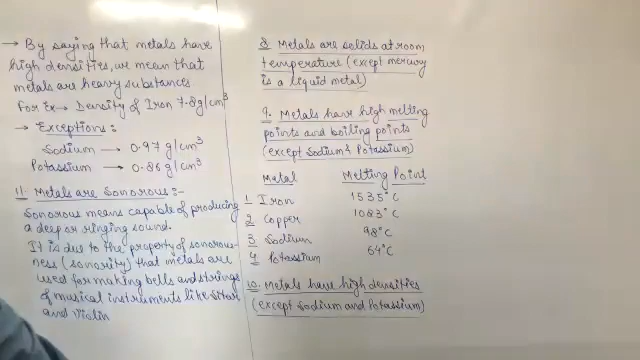 → By saying that metals have
high densities, we mean that
metals are heavy substances
For Ex → Density of Iron 7.8g/cm³
→ Exceptions:
Sodium → 0.97 g/cm³
Potassium → 0.86 g/cm³
11. Metals are Sonorous:-
Sonorous means capable of producing
a deep or ringing sound.
It is due to the property of sonorous-
ness (sonority) that metals are
used for making bells and strings
of musical instruments like Sitar
and Violin
8. Metals are solids at room
temperature (except mercury
is a liquid metal)
9. Metals have high melting
points and boiling points
(except Sodium & Potassium)
Metal Melting Point
1 Iron 1535°C
2 Copper 1083°C
3 Sodium 98°C
4 Potassium 64°C
10. Metals have high densities
(except Sodium and Potassium)